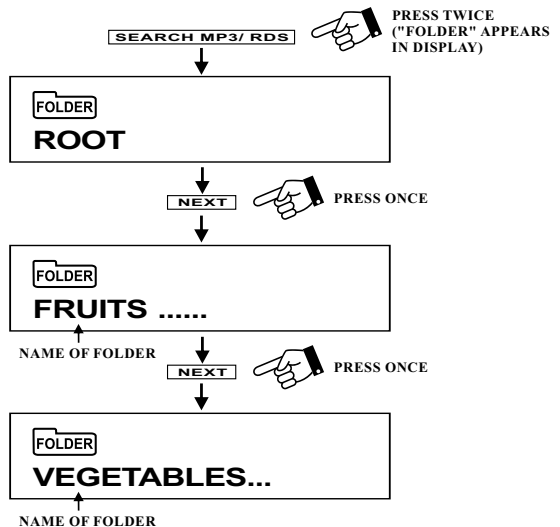 SEARCH MP3/ RDS
PRESS TWICE
("FOLDER" APPEARS
IN DISPLAY)
FOLDER
ROOT
NEXT
PRESS ONCE
FOLDER
FRUITS ......
NAME OF FOLDER
NEXT
PRESS ONCE
FOLDER
VEGETABLES...
NAME OF FOLDER